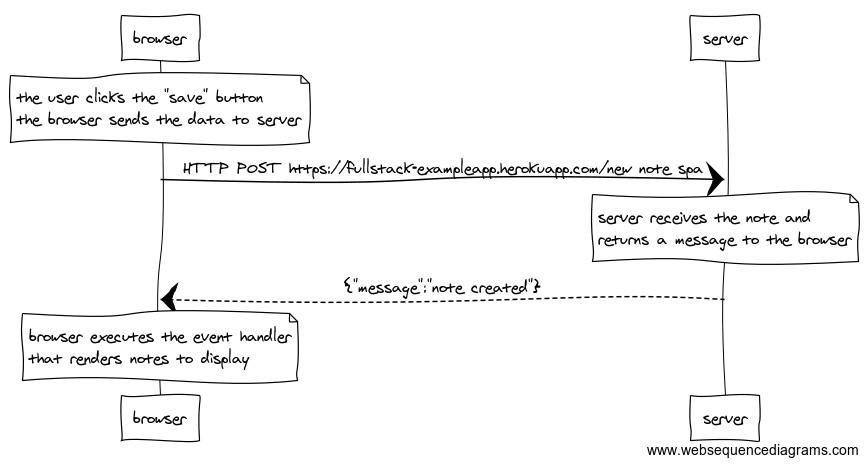 browser
server
the user clicks the "save" button
the browser sends the data to server
HTTP POST https://fullstack-exampleapp.herokuapp.com/new note spa
server receives the note and
returns a message to the browser
{"message":"note created"}
browser executes the event handler
that renders notes to display
browser
server
www.websequencediagrams.com